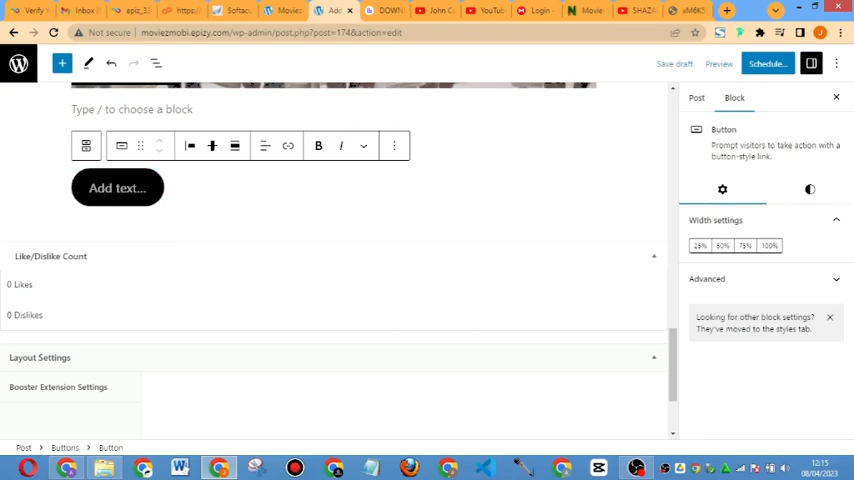 Verify Y
Inbox (
epiz_33
https:/
Softacu
Moviez
Add
DOWN
John C
YouTub
Login
Movie
SHAZA
xM6K5
Not secure
moviezmobi.epizy.com/wp-admin/post.php?post=174&action=edit
Save draft
Preview
Schedule...
Type / to choose a block
Post
Block
Button
Prompt visitors to take action with a
button-style link.
B
I
Add text...
Width settings
25%
50%
75%
100%
Like/Dislike Count
Advanced
0 Likes
0 Dislikes
Looking for other block settings?
They've moved to the styles tab.
Layout Settings
Booster Extension Settings
Post
Buttons
Button
12:15
08/04/2023